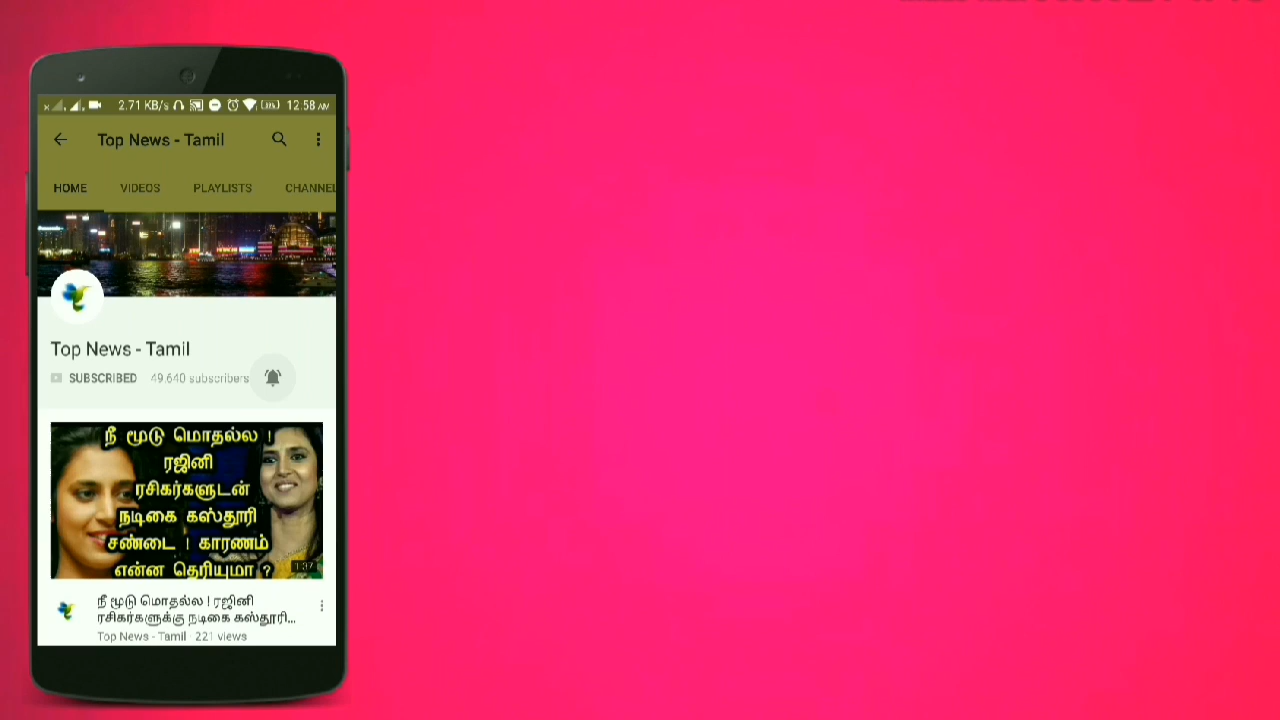 2.71 KB/s 12:58 AM
Top News - Tamil
HOME VIDEOS PLAYLISTS CHANNEL
Top News - Tamil
SUBSCRIBED 49,640 subscribers
நீ மூடு மொதல்ல !
ரஜினி
ரசிகர்களுடன்
நடிகை கஸ்தூரி
சண்டை ! காரணம்
என்ன தெரியுமா ?
1:37
நீ மூடு மொதல்ல ! ரஜினி
ரசிகர்களுக்கு நடிகை கஸ்தூரி...
Top News - Tamil · 221 views